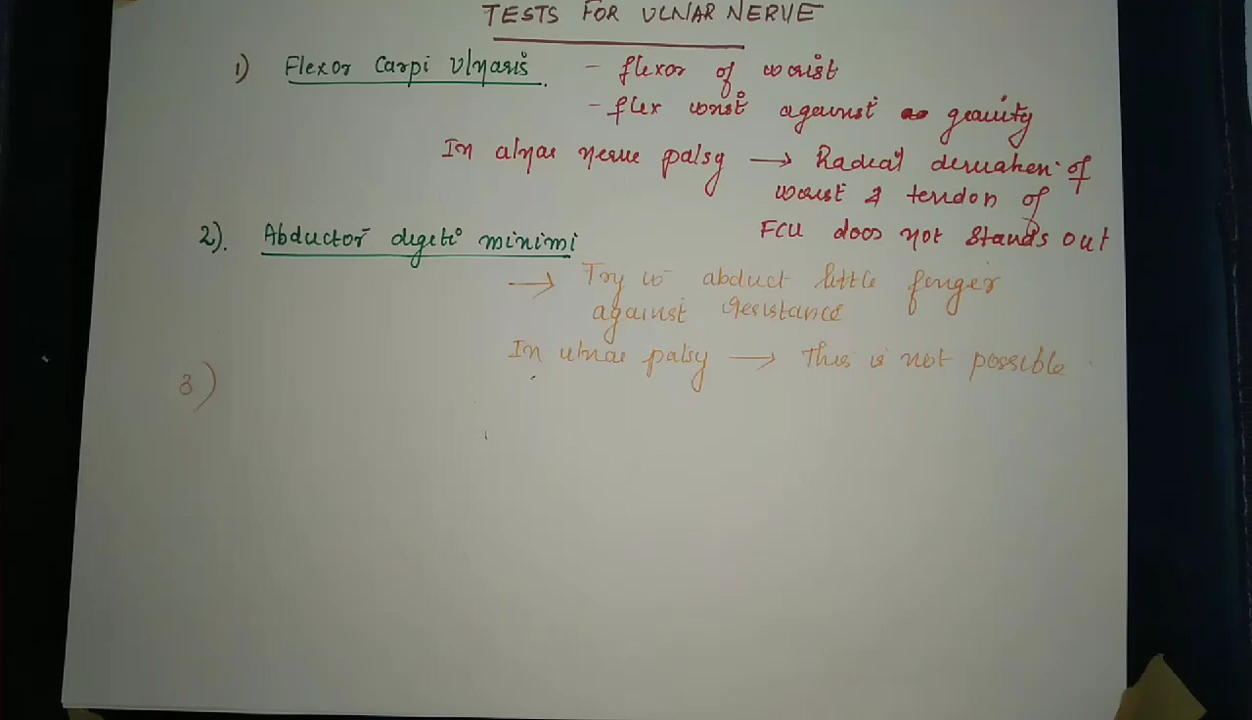 TESTS FOR ULNAR NERVE
1) Flexor Carpi Ulnaris - flexor of wrist
- flex wrist against gravity
In ulnar nerve palsy → Radial deviation of
wrist & tendon of
FCU does not stands out
2). Abductor digiti minimi
→ Try to abduct little finger
against resistance
In ulnar palsy → This is not possible
3)